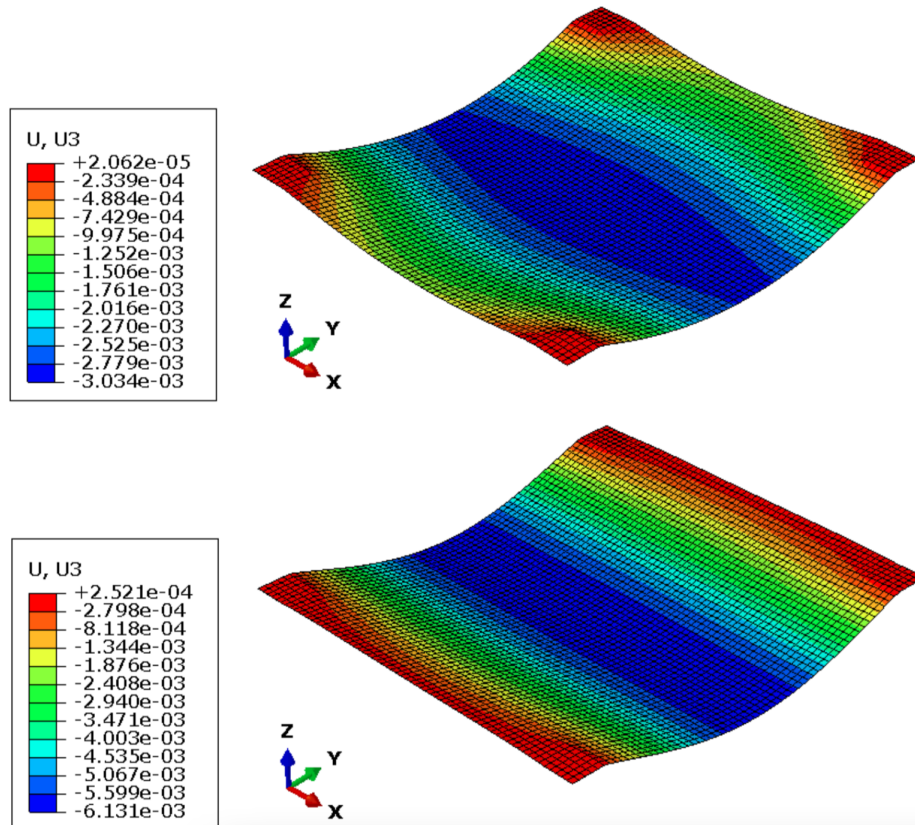 U, U3
+2.062e-05
-2.339e-04
-4.884e-04
-7.429e-04
-9.975e-04
-1.252e-03
-1.506e-03
-1.761e-03
-2.016e-03
-2.270e-03
-2.525e-03
-2.779e-03
-3.034e-03
Z
Y
X
U, U3
+2.521e-04
-2.798e-04
-8.118e-04
-1.344e-03
-1.876e-03
-2.408e-03
-2.940e-03
-3.471e-03
-4.003e-03
-4.535e-03
-5.067e-03
-5.599e-03
-6.131e-03
Z
Y
X